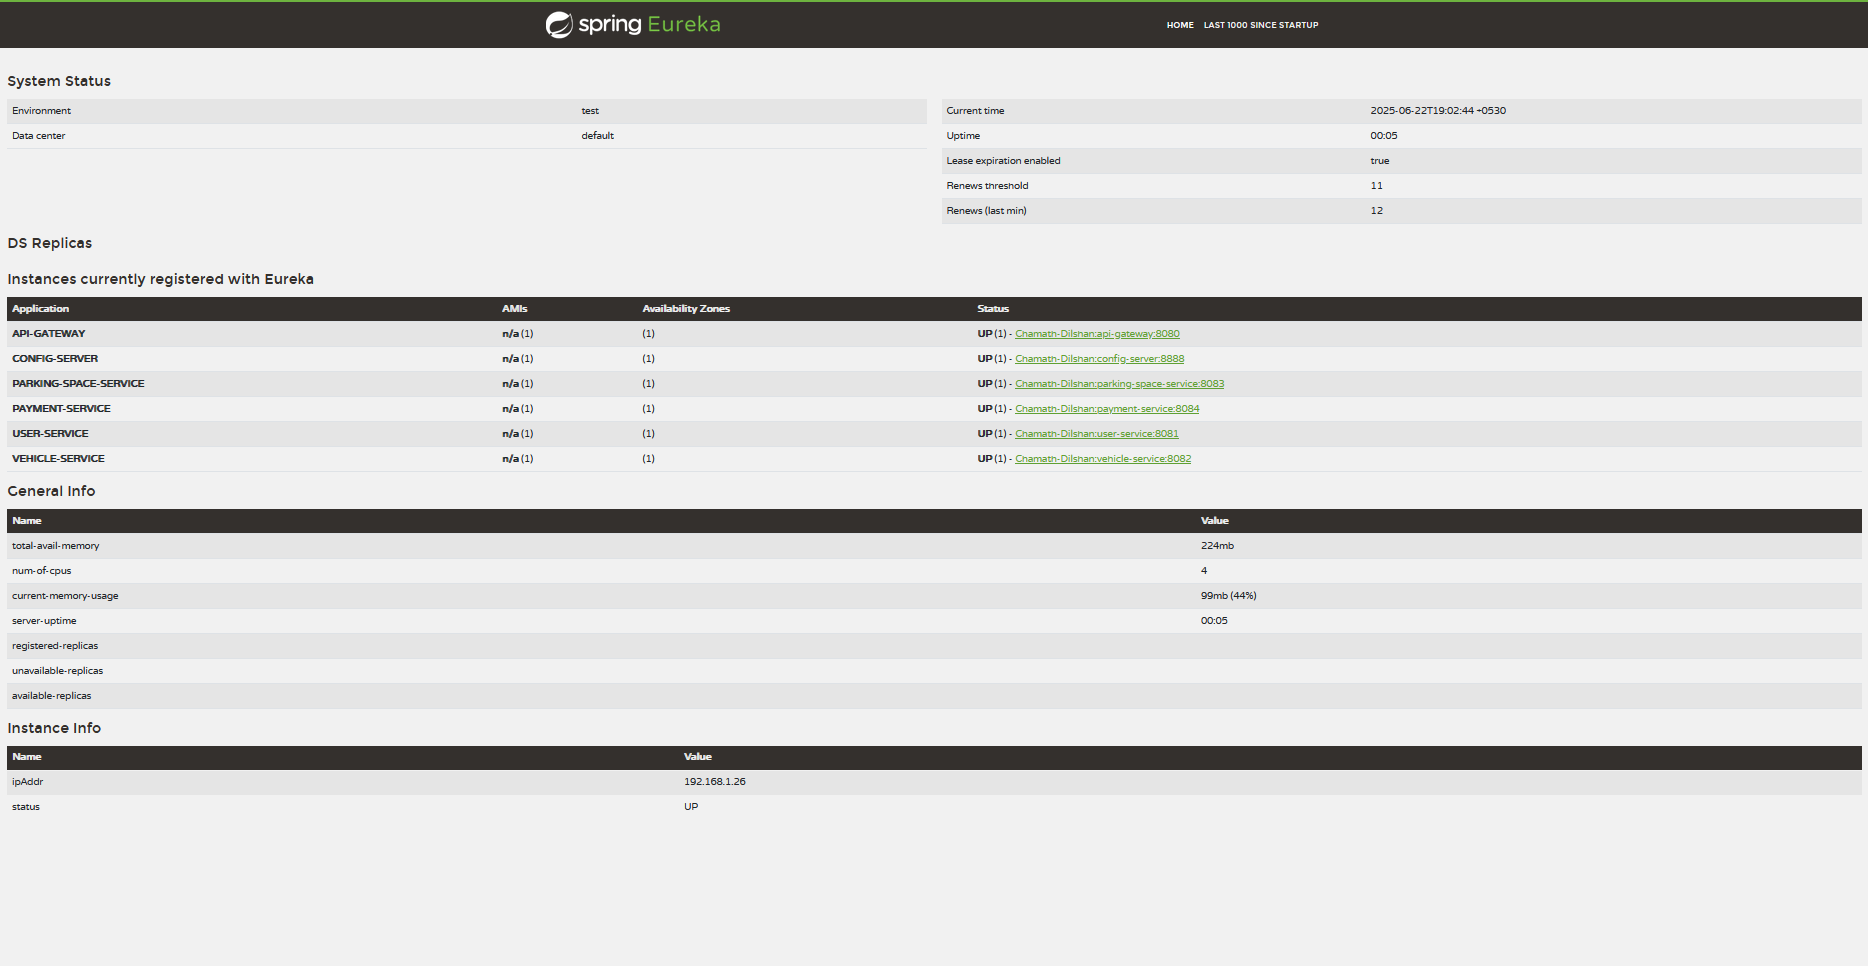 spring Eureka
HOME LAST 1000 SINCE STARTUP
System Status
Environment test
Data center default
Current time 2025-06-22T19:02:44 +0530
Uptime 00:05
Lease expiration enabled true
Renews threshold 11
Renews (last min) 12
DS Replicas
Instances currently registered with Eureka
Application AMIs Availability Zones Status
API-GATEWAY n/a (1) (1) UP (1) - Chamath-Dilshan:api-gateway:8080
CONFIG-SERVER n/a (1) (1) UP (1) - Chamath-Dilshan:config-server:8888
PARKING-SPACE-SERVICE n/a (1) (1) UP (1) - Chamath-Dilshan:parking-space-service:8083
PAYMENT-SERVICE n/a (1) (1) UP (1) - Chamath-Dilshan:payment-service:8084
USER-SERVICE n/a (1) (1) UP (1) - Chamath-Dilshan:user-service:8081
VEHICLE-SERVICE n/a (1) (1) UP (1) - Chamath-Dilshan:vehicle-service:8082
General Info
Name Value
total-avail-memory 224mb
num-of-cpus 4
current-memory-usage 99mb (44%)
server-uptime 00:05
registered-replicas
unavailable-replicas
available-replicas
Instance Info
Name Value
ipAddr 192.168.1.26
status UP